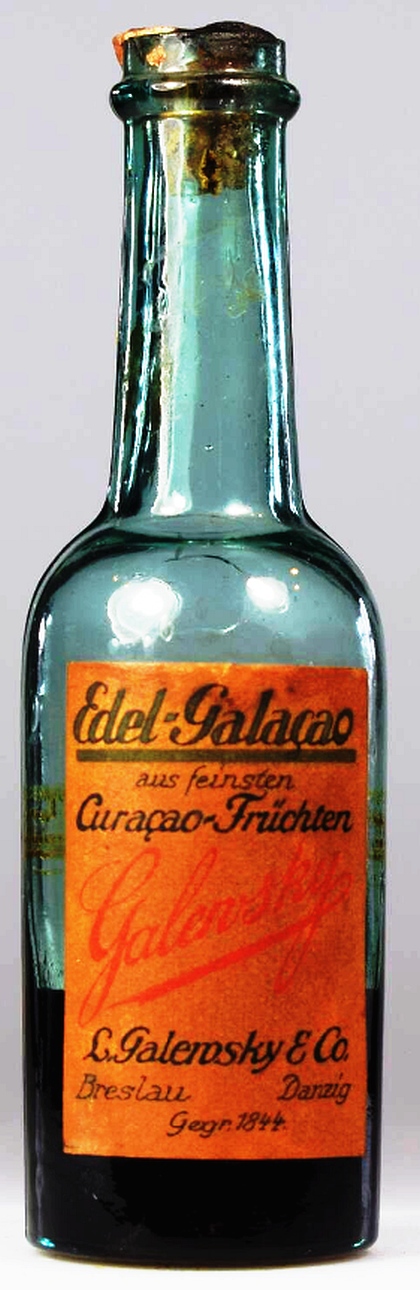 Edel-Galaçao
aus feinsten
Curaçao-Früchten
Galewsky
L. Galewsky & Co.
Breslau Danzig
Gegr. 1844.